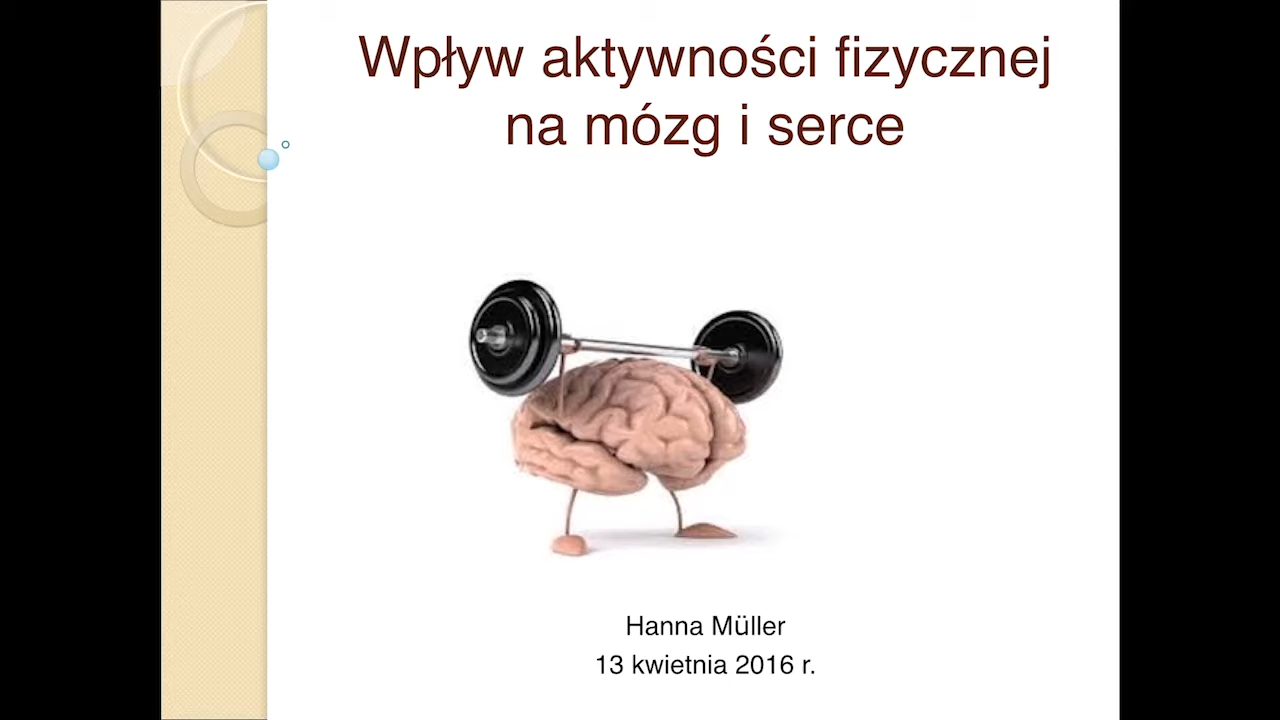 Wpływ aktywności fizycznej
na mózg i serce
Hanna Müller
13 kwietnia 2016 r.